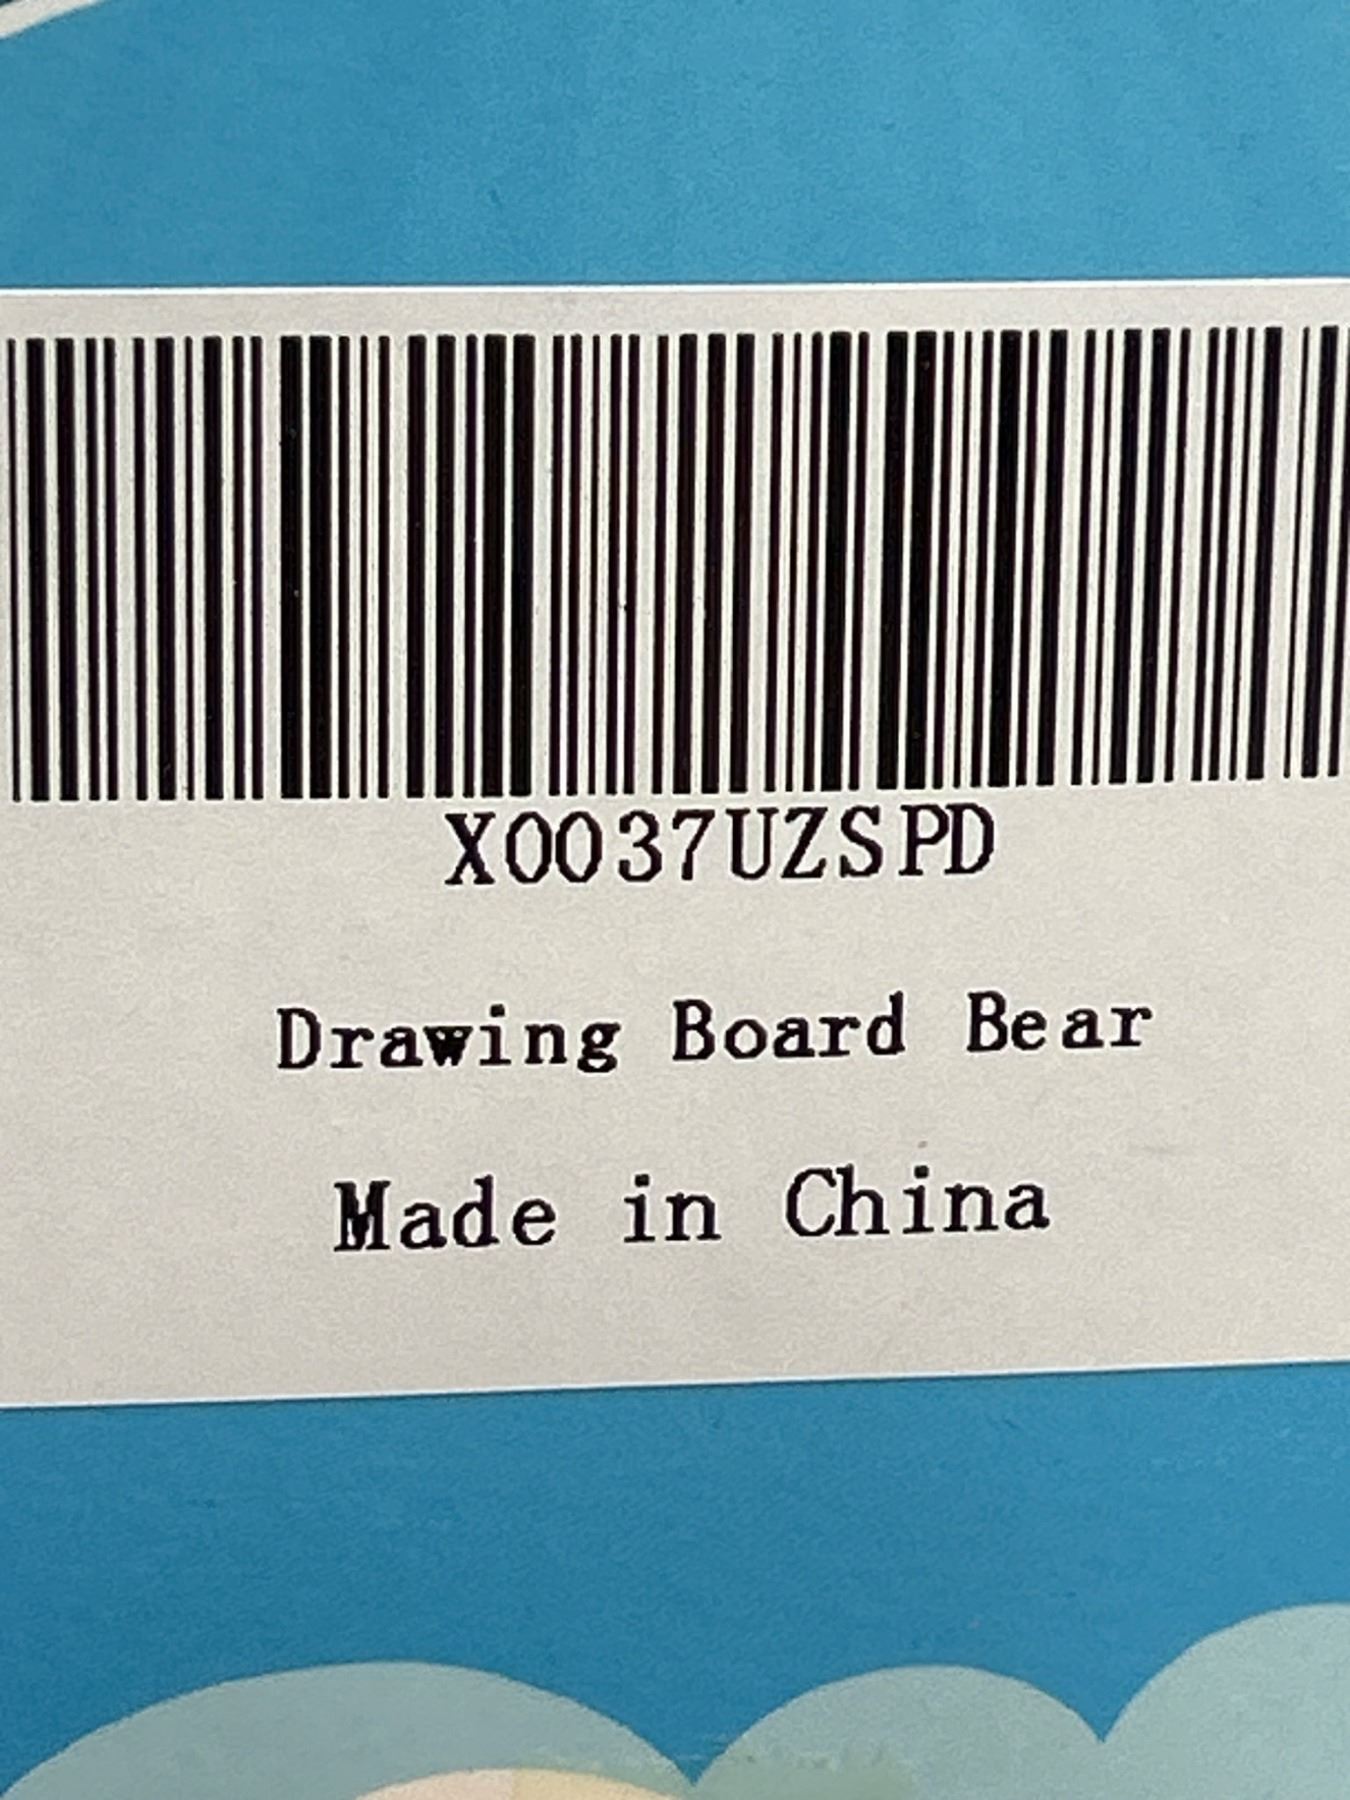 X0037UZSPD
Drawing Board Bear
Made in China